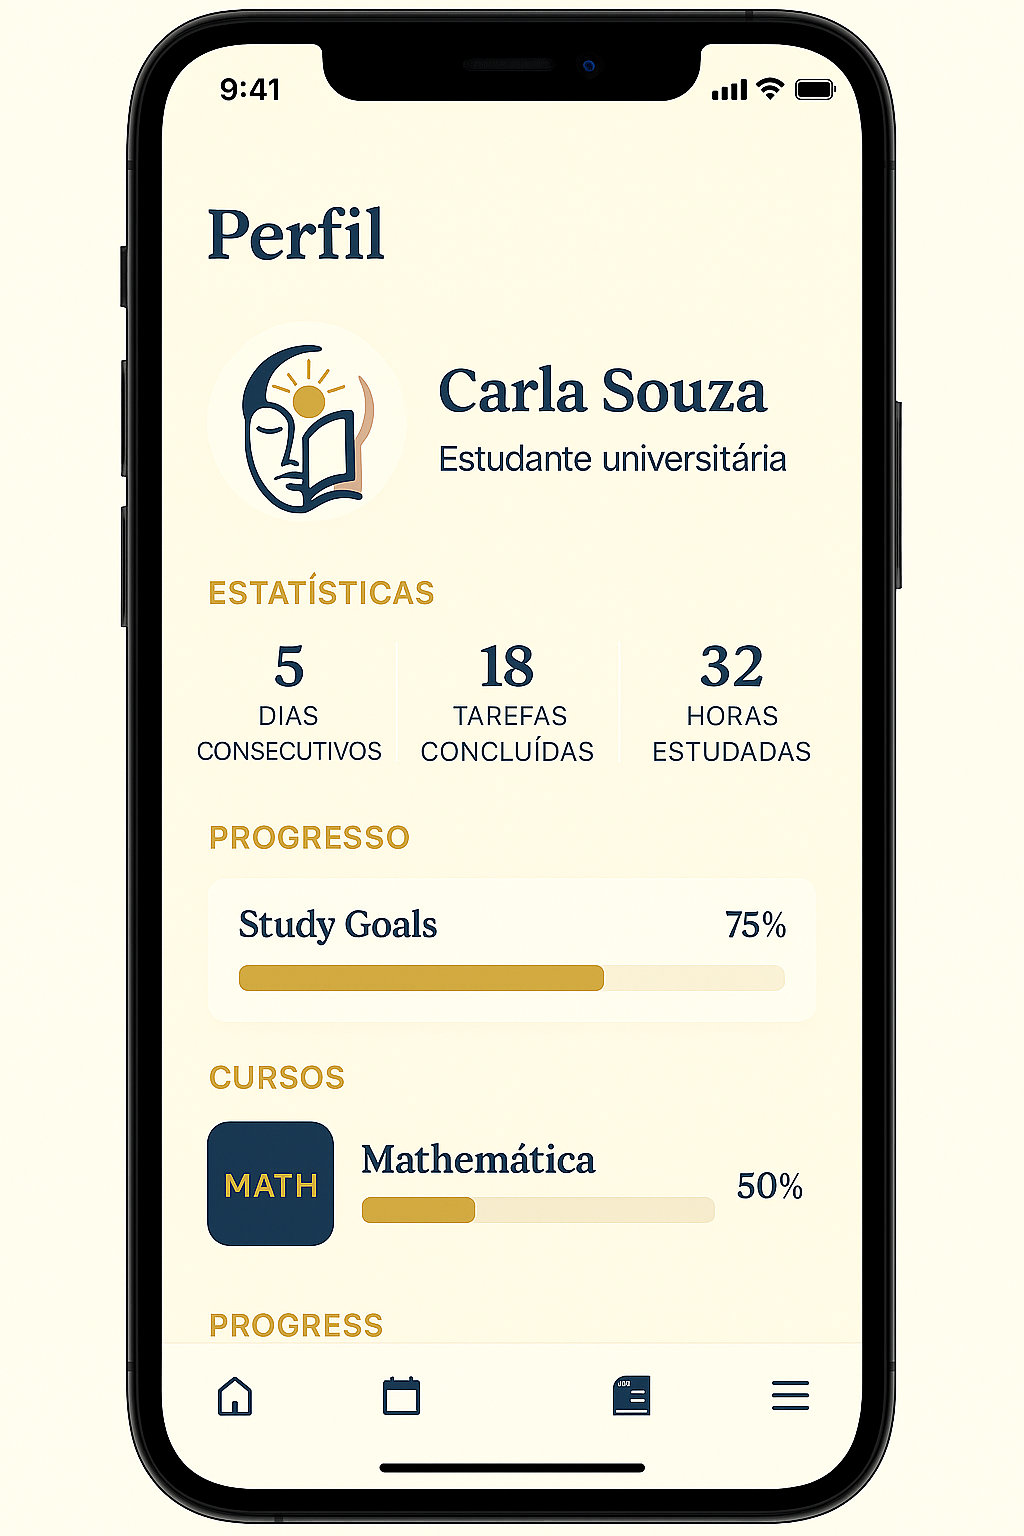 9:41
Perfil
Carla Souza
Estudante universitária
ESTATÍSTICAS
5
DIAS
CONSECUTIVOS
18
TAREFAS
CONCLUÍDAS
32
HORAS
ESTUDADAS
PROGRESSO
Study Goals 75%
CURSOS
MATH
Mathemática
50%
PROGRESS